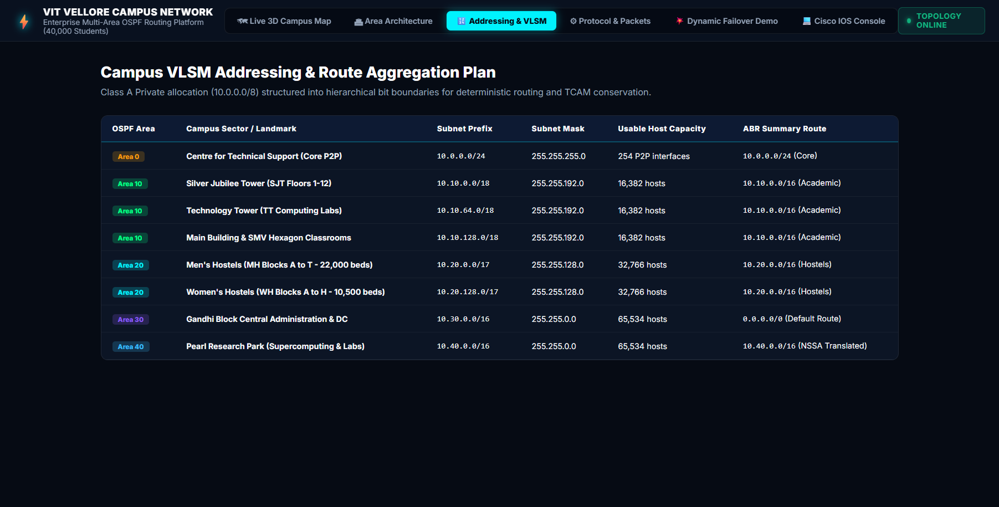 VIT VELLORE CAMPUS NETWORK
Enterprise Multi-Area OSPF Routing Platform
(40,000 Students)
Live 3D Campus Map
Area Architecture
Addressing & VLSM
Protocol & Packets
Dynamic Failover Demo
Cisco IOS Console
TOPOLOGY
ONLINE
Campus VLSM Addressing & Route Aggregation Plan
Class A Private allocation (10.0.0.0/8) structured into hierarchical bit boundaries for deterministic routing and TCAM conservation.
OSPF Area Campus Sector / Landmark Subnet Prefix Subnet Mask Usable Host Capacity ABR Summary Route
Area 0 Centre for Technical Support (Core P2P) 10.0.0.0/24 255.255.255.0 254 P2P interfaces 10.0.0.0/24 (Core)
Area 10 Silver Jubilee Tower (SJT Floors 1-12) 10.10.0.0/18 255.255.192.0 16,382 hosts 10.10.0.0/16 (Academic)
Area 10 Technology Tower (TT Computing Labs) 10.10.64.0/18 255.255.192.0 16,382 hosts 10.10.0.0/16 (Academic)
Area 10 Main Building & SMV Hexagon Classrooms 10.10.128.0/18 255.255.192.0 16,382 hosts 10.10.0.0/16 (Academic)
Area 20 Men's Hostels (MH Blocks A to T - 22,000 beds) 10.20.0.0/17 255.255.128.0 32,766 hosts 10.20.0.0/16 (Hostels)
Area 20 Women's Hostels (WH Blocks A to H - 10,500 beds) 10.20.128.0/17 255.255.128.0 32,766 hosts 10.20.0.0/16 (Hostels)
Area 30 Gandhi Block Central Administration & DC 10.30.0.0/16 255.255.0.0 65,534 hosts 0.0.0.0/0 (Default Route)
Area 40 Pearl Research Park (Supercomputing & Labs) 10.40.0.0/16 255.255.0.0 65,534 hosts 10.40.0.0/16 (NSSA Translated)